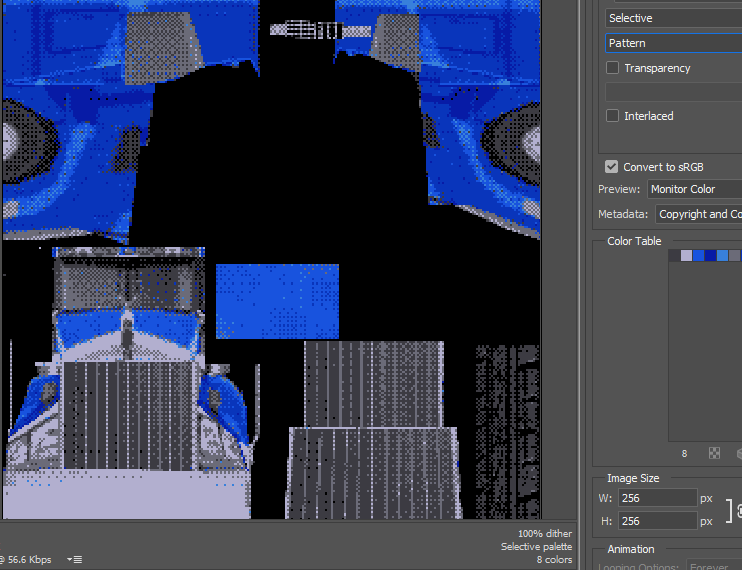 Selective
Pattern
Transparency
Interlaced
Convert to sRGB
Preview: Monitor Color
Metadata: Copyright and Co
Color Table
8
Image Size
W: 256 px
H: 256 px
100% dither
Selective palette
8 colors
@ 56.6 Kbps
Animation
Looping Options: Forever